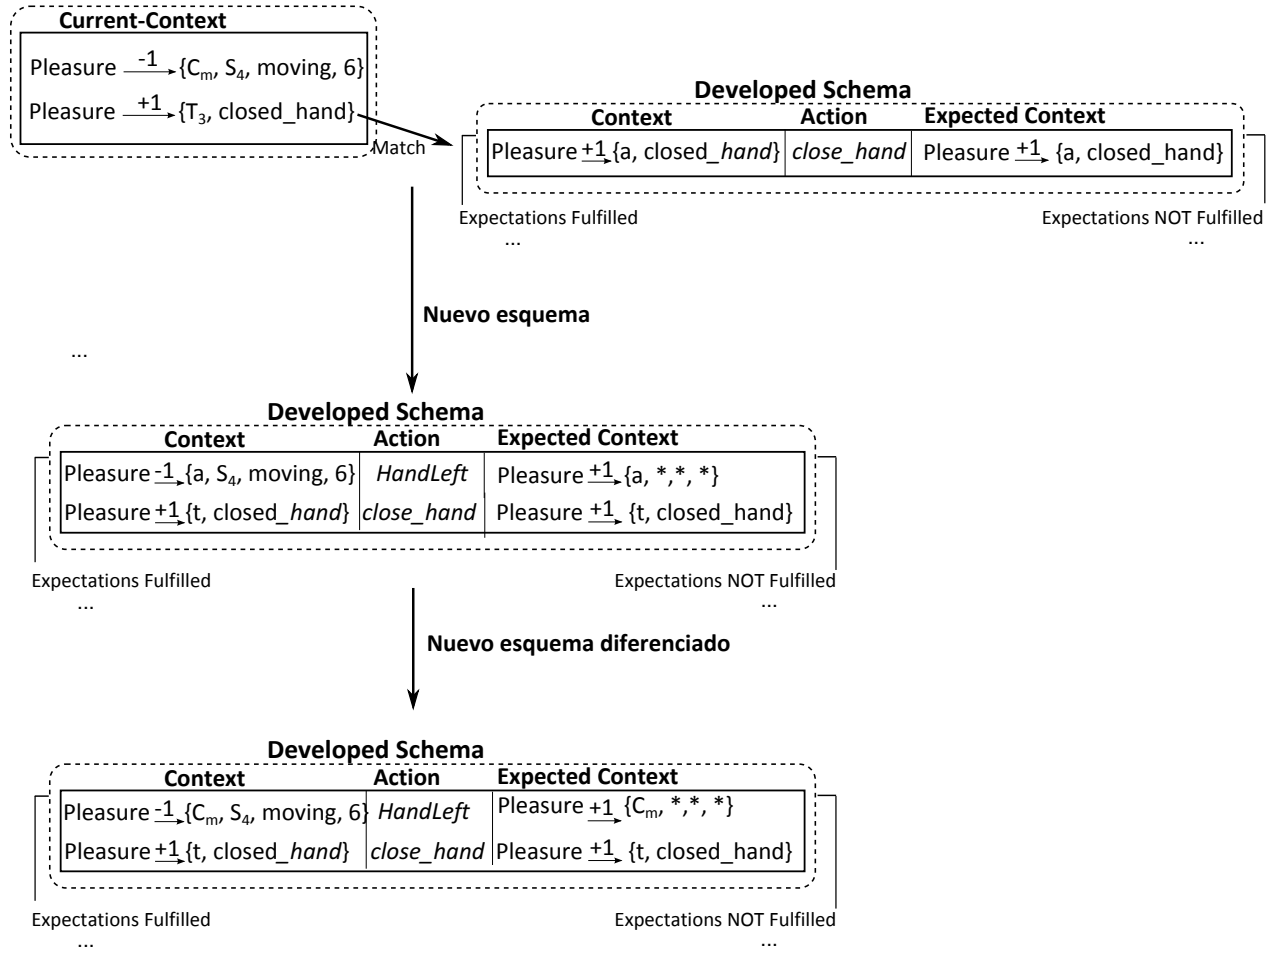 Current-Context
Pleasure -1 {Cm, S4, moving, 6}
Pleasure +1 {T3, closed_hand}
Match
Developed Schema
Context Action Expected Context
Pleasure +1 {a, closed_hand} close_hand Pleasure +1 {a, closed_hand}
Expectations Fulfilled Expectations NOT Fulfilled
... ...
Nuevo esquema
...
Developed Schema
Context Action Expected Context
Pleasure -1 {a, S4, moving, 6} HandLeft Pleasure +1 {a, *,*, *}
Pleasure +1 {t, closed_hand} close_hand Pleasure +1 {t, closed_hand}
Expectations Fulfilled Expectations NOT Fulfilled
... ...
Nuevo esquema diferenciado
Developed Schema
Context Action Expected Context
Pleasure -1 {Cm, S4, moving, 6} HandLeft Pleasure +1 {Cm, *,*, *}
Pleasure +1 {t, closed_hand} close_hand Pleasure +1 {t, closed_hand}
Expectations Fulfilled Expectations NOT Fulfilled
... ...